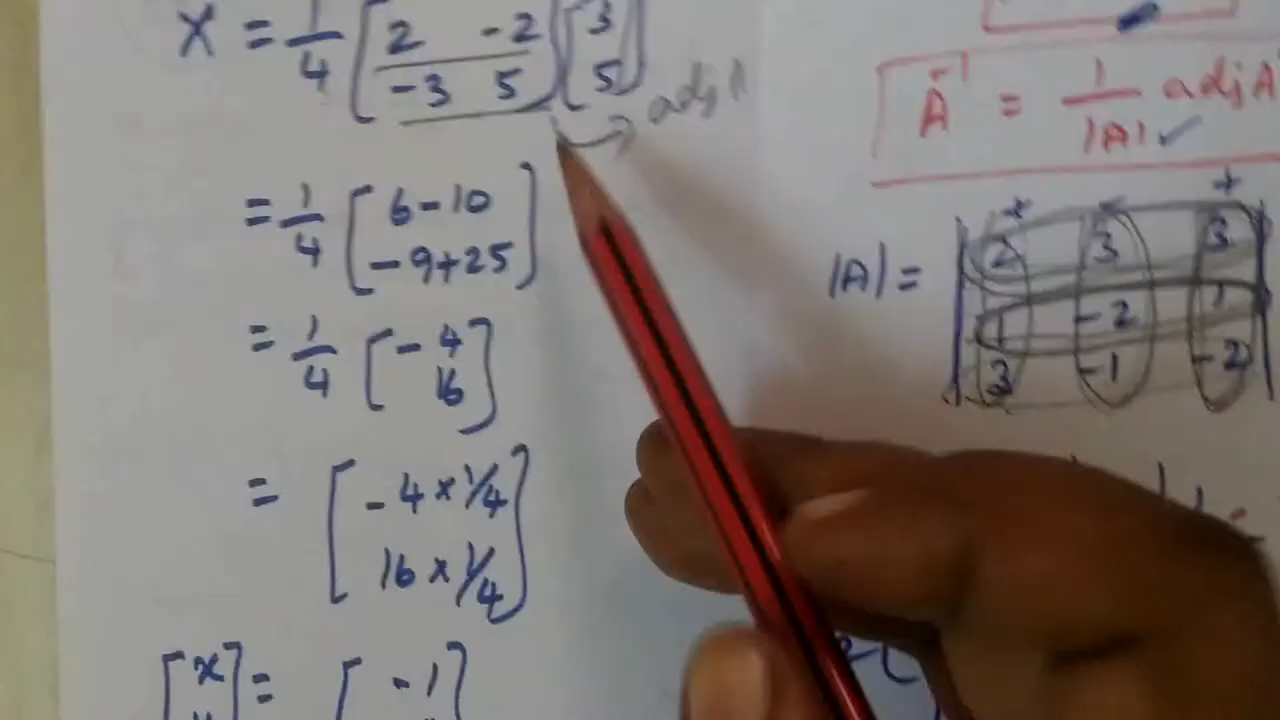 X = 1/4 [ 2 -2
-3 5 ] [ 3
5 ] adj A
= 1/4 [ 6-10
-9+25 ]
= 1/4 [ -4
16 ]
= [ -4 × 1/4
16 × 1/4 ]
[ x ] = [ -1 ]
A⁻¹ = 1/|A| adj A
+ - +
|A| = | 2 3 3
1 -2 1
3 -1 -2 |